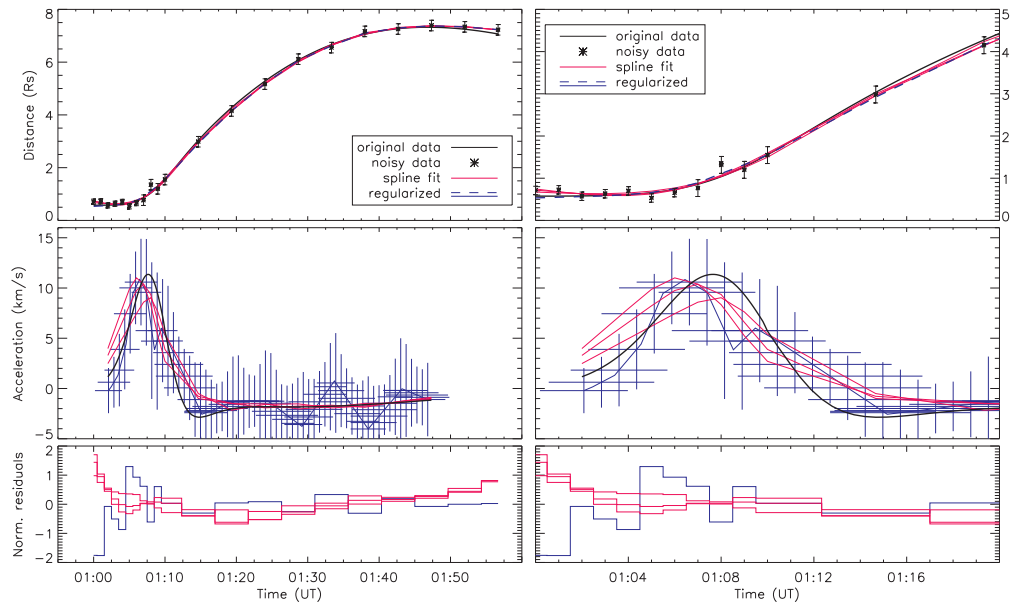 8
6
4
2
0
Distance (Rs)
original data
noisy data
spline fit
regularized
original data
noisy data
spline fit
regularized
5
4
3
2
1
0
15
10
5
0
−5
Acceleration (km/s)
2
1
0
−1
−2
Norm. residuals
01:00 01:10 01:20 01:30 01:40 01:50
Time (UT)
01:04 01:08 01:12 01:16
Time (UT)